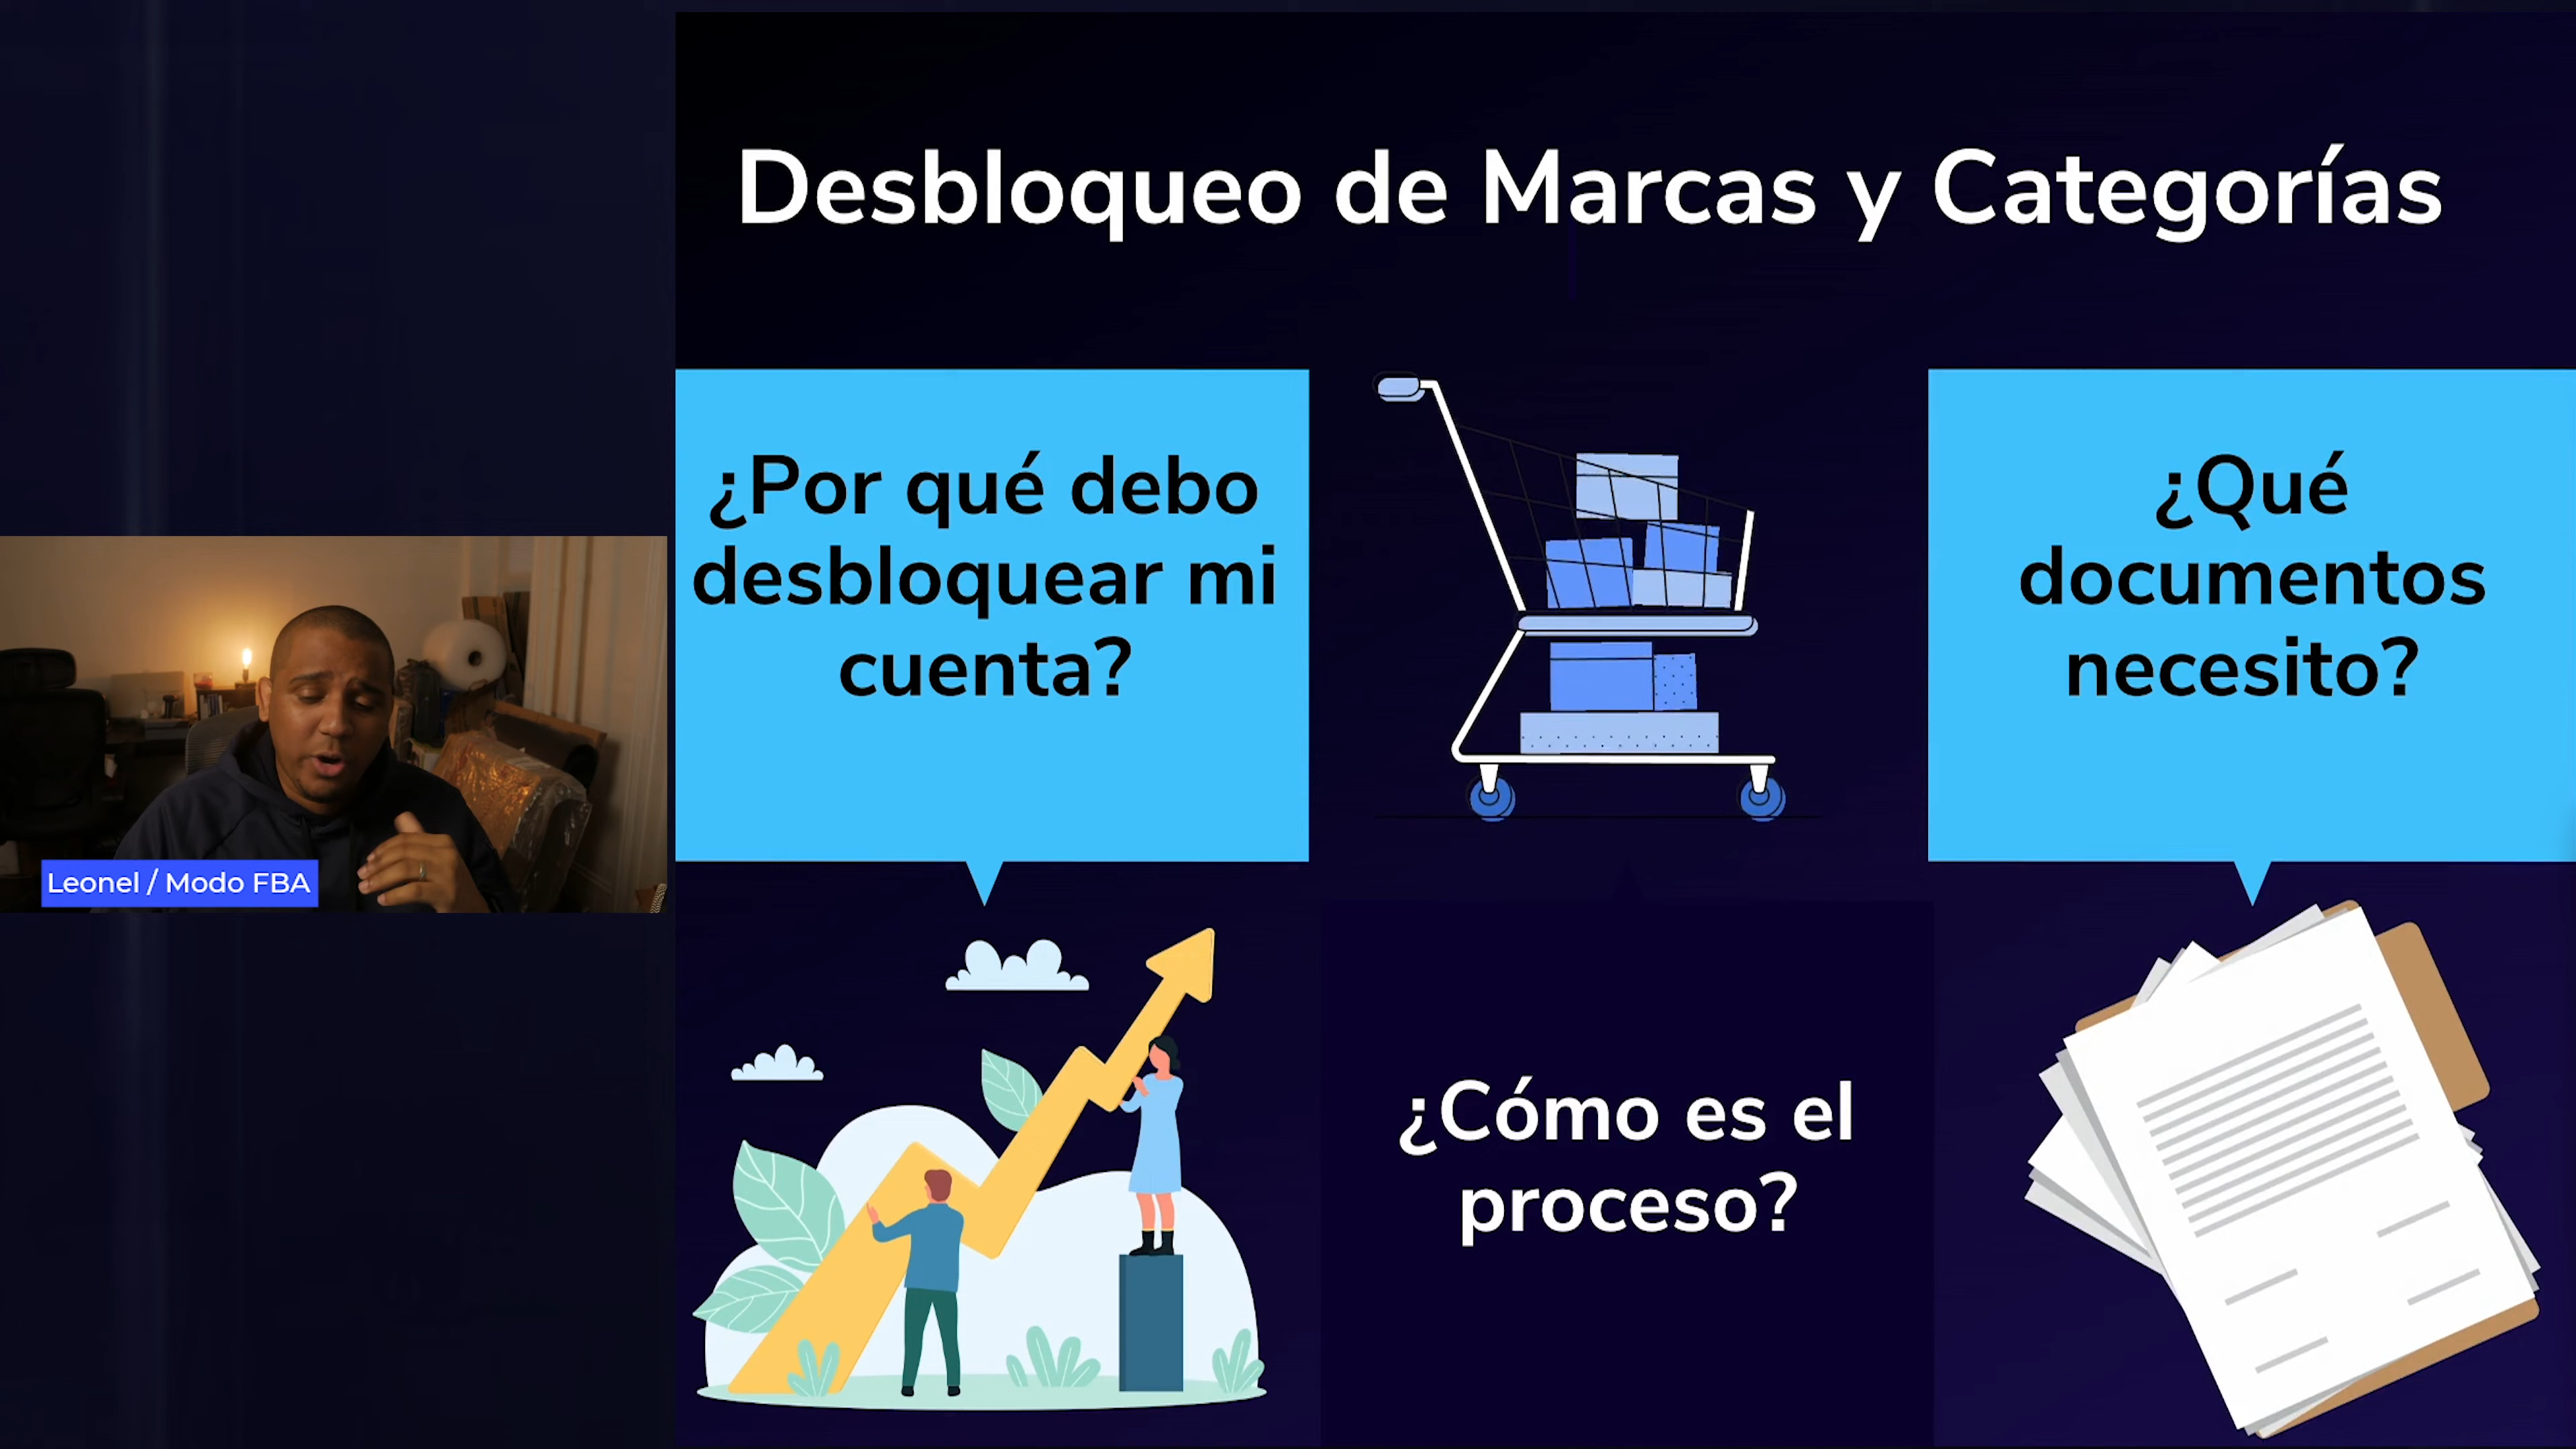 Desbloqueo de Marcas y Categorías
¿Por qué debo
desbloquear mi
cuenta?
¿Qué
documentos
necesito?
Leonel / Modo FBA
¿Cómo es el
proceso?